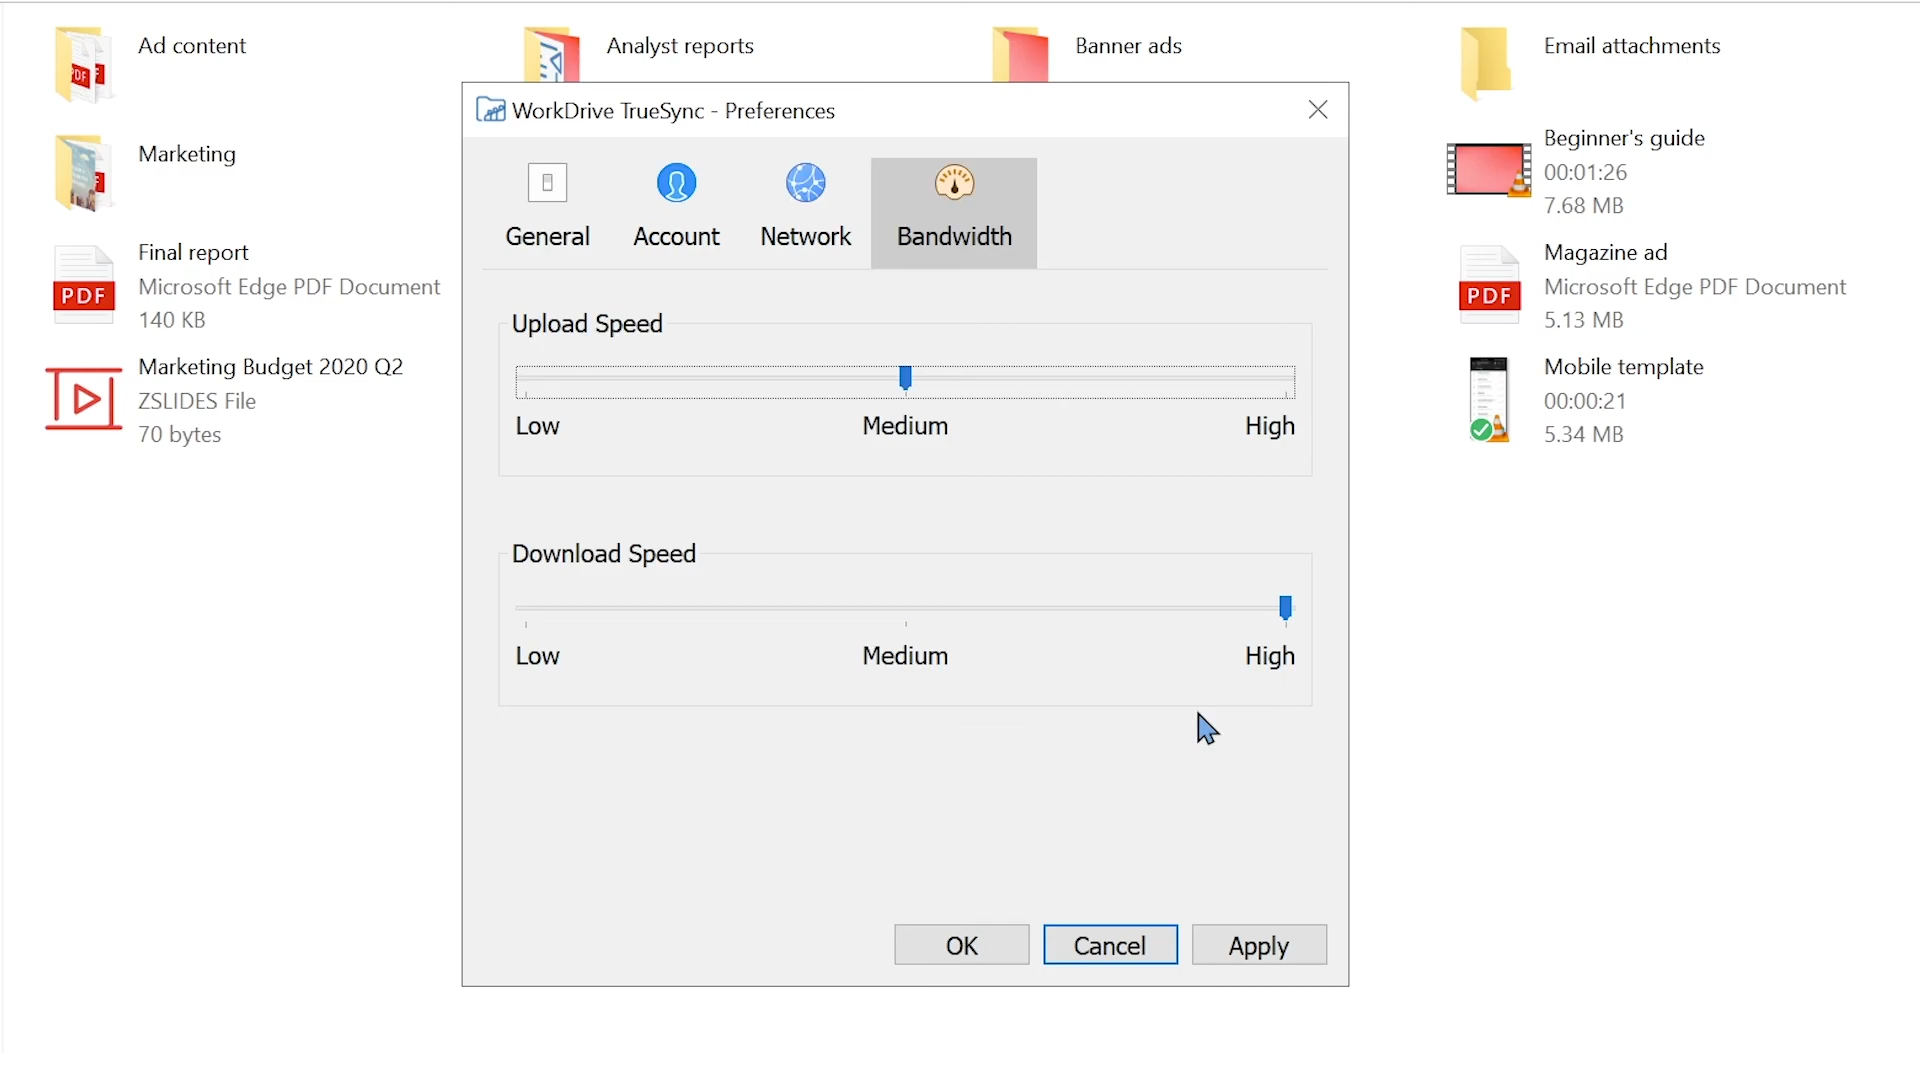 Ad content
Analyst reports
Banner ads
Email attachments
WorkDrive TrueSync - Preferences
Marketing
Beginner's guide
00:01:26
7.68 MB
General
Account
Network
Bandwidth
PDF
Final report
Microsoft Edge PDF Document
140 KB
PDF
Magazine ad
Microsoft Edge PDF Document
5.13 MB
Upload Speed
Low
Medium
High
Marketing Budget 2020 Q2
ZSLIDES File
70 bytes
Mobile template
00:00:21
5.34 MB
Download Speed
Low
Medium
High
OK
Cancel
Apply